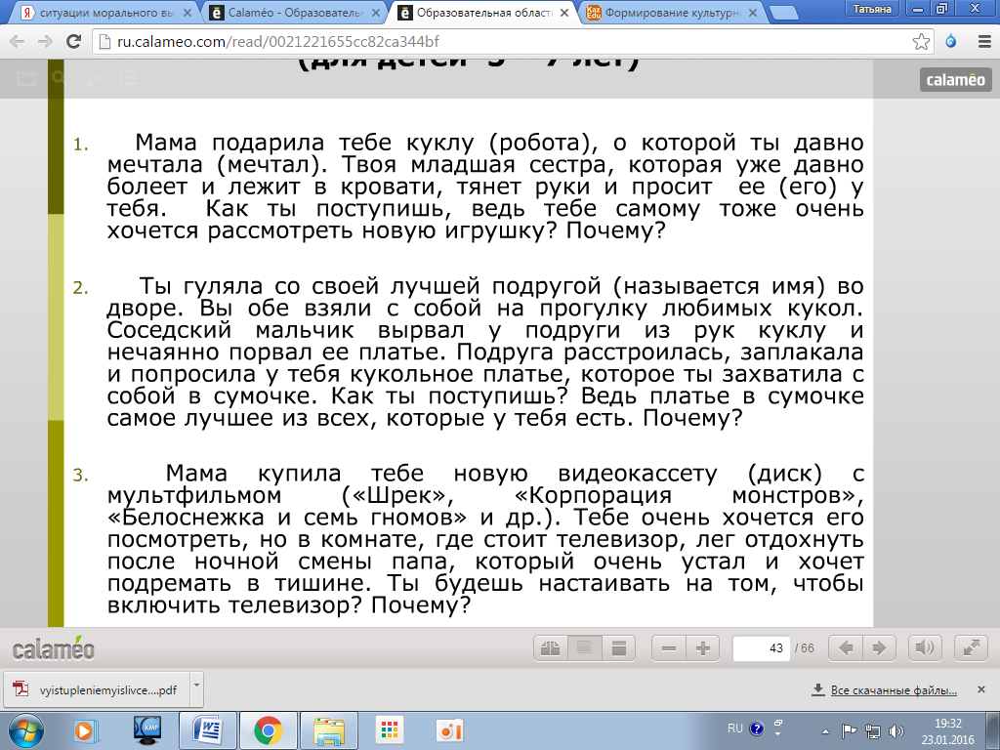 ситуации морального вы
Calaméo - Образователь
Образовательная област
Формирование культурн
Татьяна
ru.calameo.com/read/0021221655cc82ca344bf
(для детей 5 – 7 лет)
calaméo
1. Мама подарила тебе куклу (робота), о которой ты давно
мечтала (мечтал). Твоя младшая сестра, которая уже давно
болеет и лежит в кровати, тянет руки и просит ее (его) у
тебя. Как ты поступишь, ведь тебе самому тоже очень
хочется рассмотреть новую игрушку? Почему?
2. Ты гуляла со своей лучшей подругой (называется имя) во
дворе. Вы обе взяли с собой на прогулку любимых кукол.
Соседский мальчик вырвал у подруги из рук куклу и
нечаянно порвал ее платье. Подруга расстроилась, заплакала
и попросила у тебя кукольное платье, которое ты захватила с
собой в сумочке. Как ты поступишь? Ведь платье в сумочке
самое лучшее из всех, которые у тебя есть. Почему?
3. Мама купила тебе новую видеокассету (диск) с
мультфильмом («Шрек», «Корпорация монстров»,
«Белоснежка и семь гномов» и др.). Тебе очень хочется его
посмотреть, но в комнате, где стоит телевизор, лег отдохнуть
после ночной смены папа, который очень устал и хочет
подремать в тишине. Ты будешь настаивать на том, чтобы
включить телевизор? Почему?
calaméo
43 / 66
vyistupleniemyislivce....pdf
Все скачанные файлы...
KMP
RU
19:32
23.01.2016